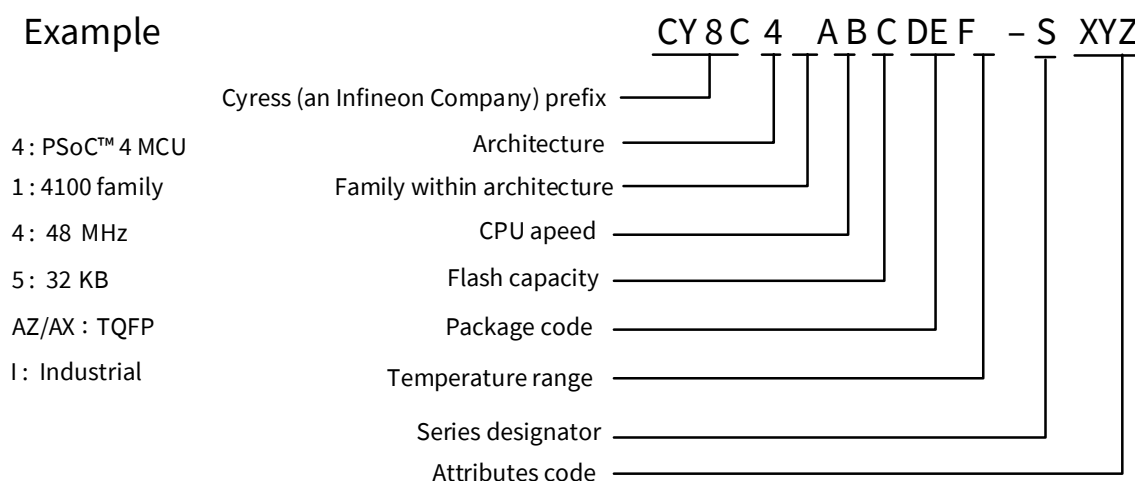 Example
CY8C 4 A B C DE F – S XYZ
Cyress (an Infineon Company) prefix
4: PSoC™ 4 MCU Architecture
1: 4100 family Family within architecture
4: 48 MHz CPU apeed
5: 32 KB Flash capacity
AZ/AX : TQFP Package code
I: Industrial Temperature range
Series designator
Attributes code